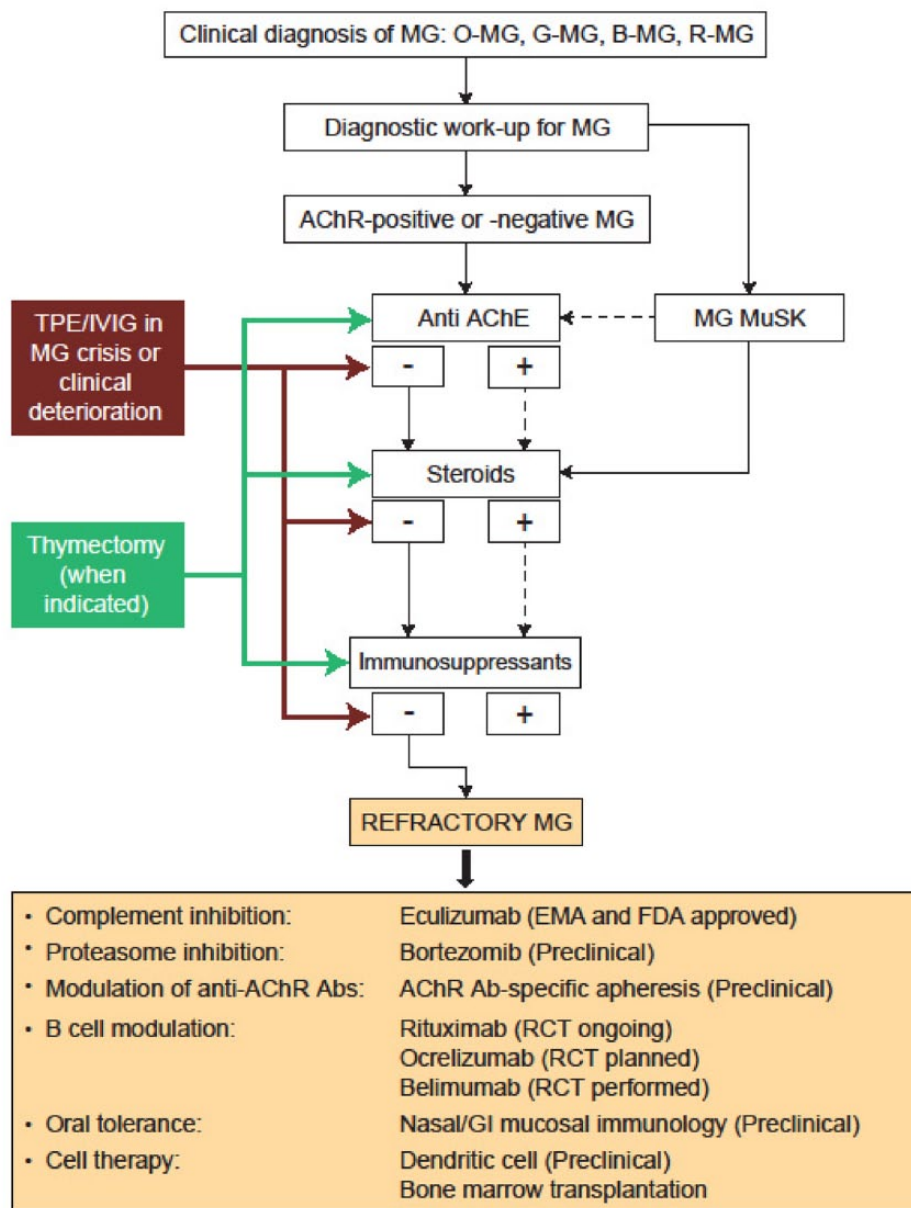 Clinical diagnosis of MG: O-MG, G-MG, B-MG, R-MG
Diagnostic work-up for MG
AChR-positive or -negative MG
TPE/IVIG in
MG crisis or
clinical
deterioration
Anti AChE
MG MuSK
-
+
Steroids
-
+
Thymectomy
(when
indicated)
Immunosuppressants
-
+
REFRACTORY MG
• Complement inhibition: Eculizumab (EMA and FDA approved)
• Proteasome inhibition: Bortezomib (Preclinical)
• Modulation of anti-AChR Abs: AChR Ab-specific apheresis (Preclinical)
• B cell modulation: Rituximab (RCT ongoing)
Ocrelizumab (RCT planned)
Belimumab (RCT performed)
• Oral tolerance: Nasal/GI mucosal immunology (Preclinical)
• Cell therapy: Dendritic cell (Preclinical)
Bone marrow transplantation